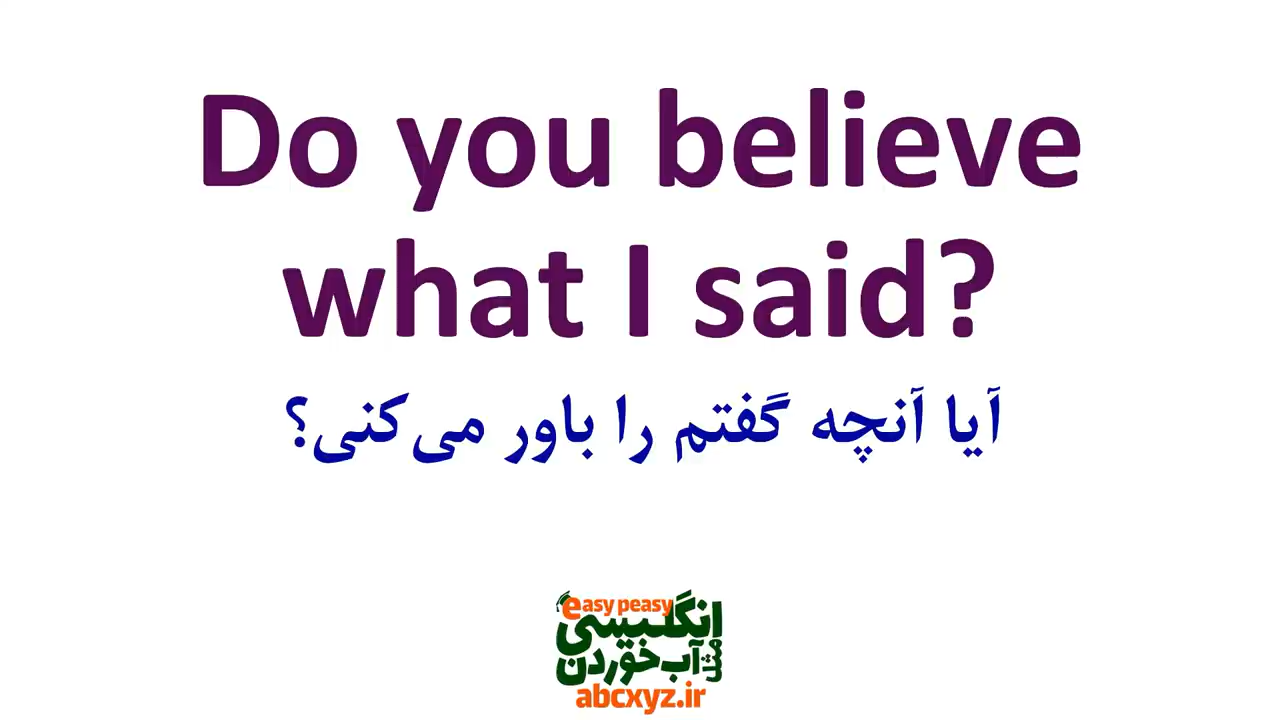 Do you believe
what I said?
آیا آنچه گفتم را باور می‌کنی؟
easy peasy
انگلیسی
مثل آب خوردن
abcxyz.ir